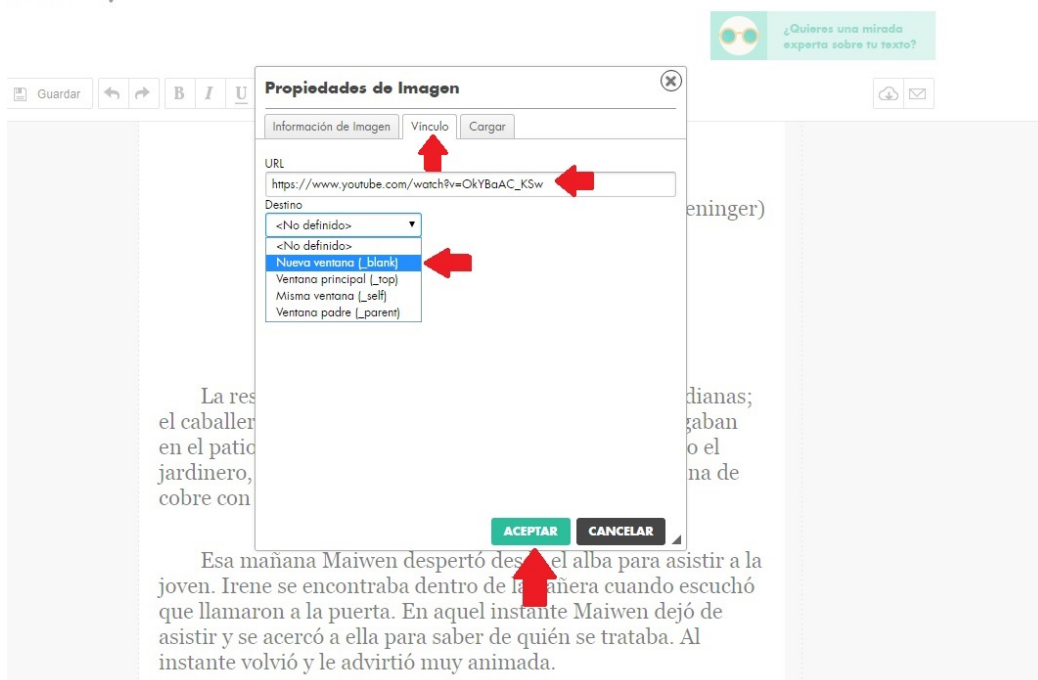 ¿Quieres una mirada
experta sobre tu texto?
Guardar
B I U
Propiedades de Imagen
Información de Imagen Vínculo Cargar
URL
https://www.youtube.com/watch?v=OkYBaAC_KSw
Destino
<No definido>
<No definido>
Nueva ventana (_blank)
Ventana principal (_top)
Misma ventana (_self)
Ventana padre (_parent)
eninger)
La res dianas;
el caballer gaban
en el patio o el
jardinero, na de
cobre con
ACEPTAR CANCELAR
Esa mañana Maiwen despertó des el alba para asistir a la
joven. Irene se encontraba dentro de la añera cuando escuchó
que llamaron a la puerta. En aquel instante Maiwen dejó de
asistir y se acercó a ella para saber de quién se trataba. Al
instante volvió y le advirtió muy animada.